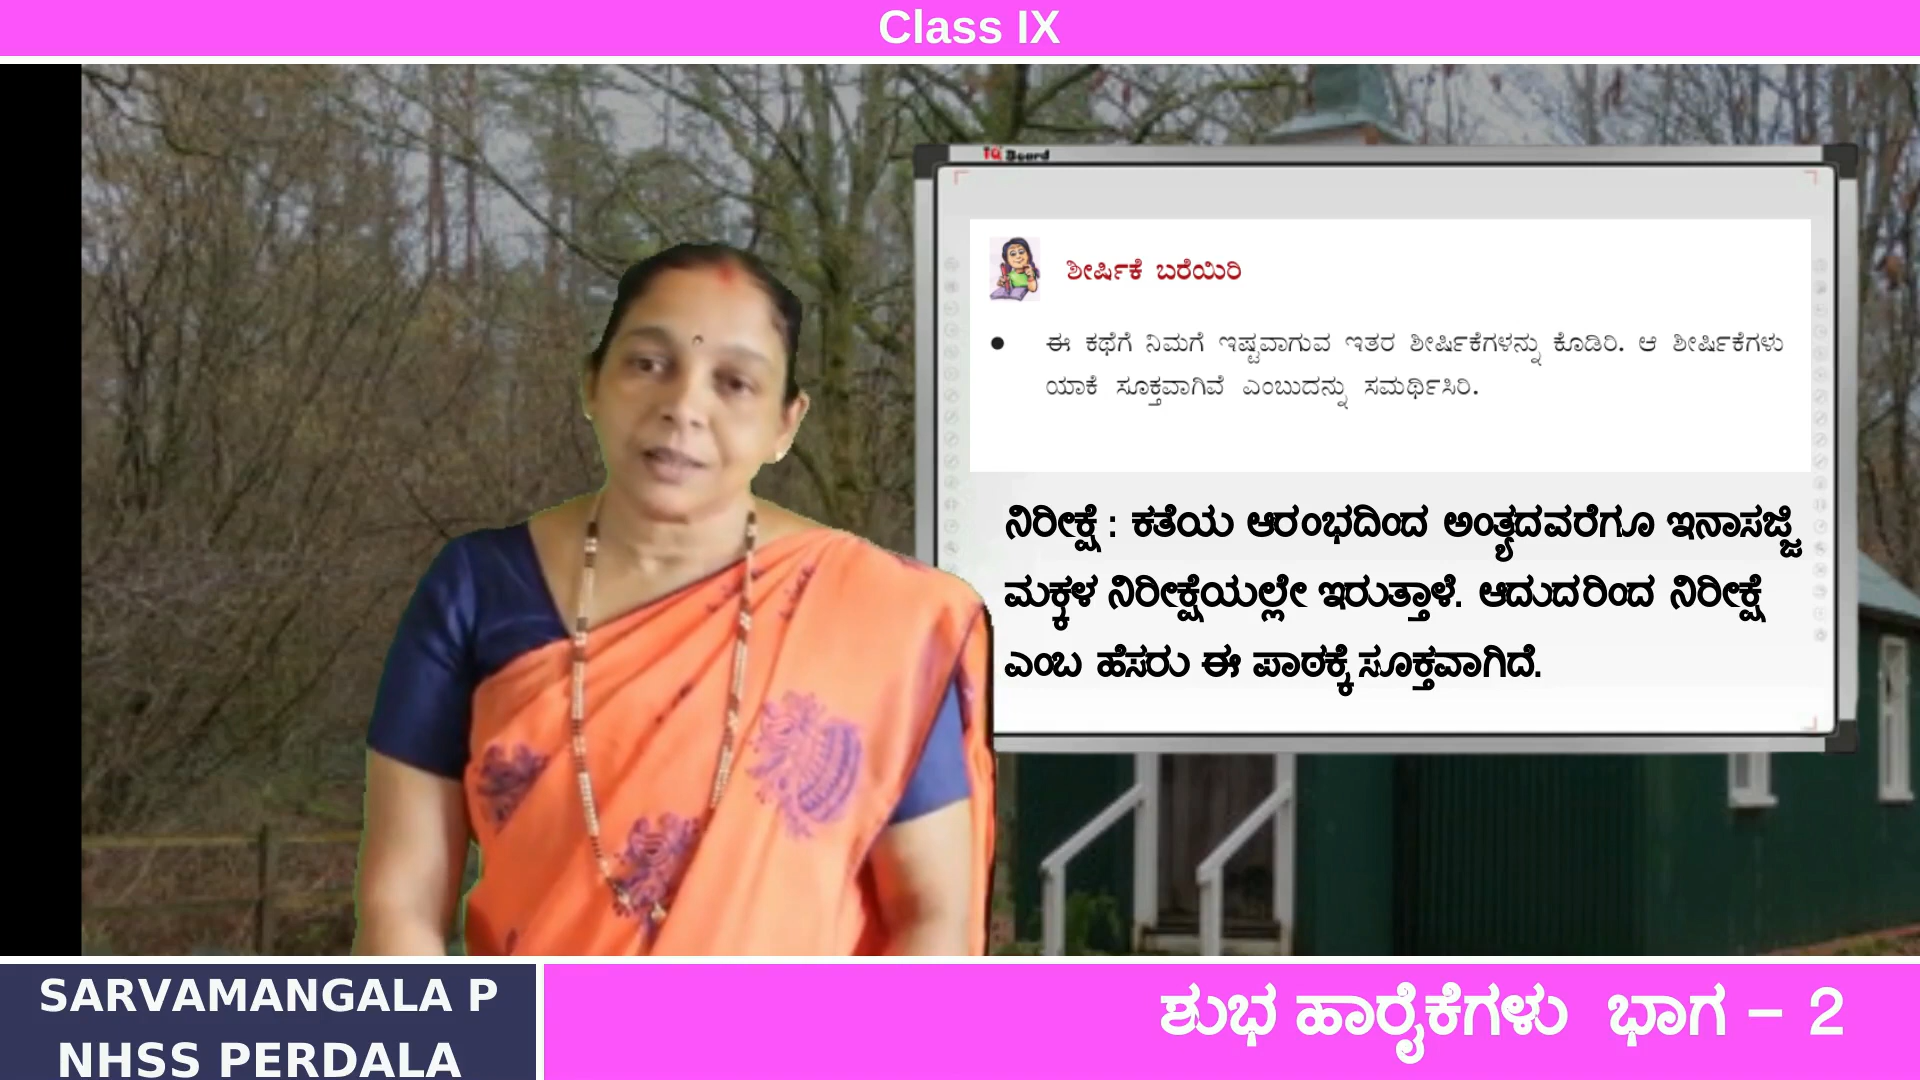 Class IX
IQ Board
ಶೀರ್ಷಿಕೆ ಬರೆಯಿರಿ
● ಈ ಕಥೆಗೆ ನಿಮಗೆ ಇಷ್ಟವಾಗುವ ಇತರ ಶೀರ್ಷಿಕೆಗಳನ್ನು ಕೊಡಿರಿ. ಆ ಶೀರ್ಷಿಕೆಗಳು
ಯಾಕೆ ಸೂಕ್ತವಾಗಿವೆ ಎಂಬುದನ್ನು ಸಮರ್ಥಿಸಿರಿ.
ನಿರೀಕ್ಷೆ : ಕತೆಯ ಆರಂಭದಿಂದ ಅಂತ್ಯದವರೆಗೂ ಇನಾಸಜ್ಜಿ
ಮಕ್ಕಳ ನಿರೀಕ್ಷೆಯಲ್ಲೇ ಇರುತ್ತಾಳೆ. ಆದುದರಿಂದ ನಿರೀಕ್ಷೆ
ಎಂಬ ಹೆಸರು ಈ ಪಾಠಕ್ಕೆ ಸೂಕ್ತವಾಗಿದೆ.
SARVAMANGALA P
NHSS PERDALA
ಶುಭ ಹಾರೈಕೆಗಳು ಭಾಗ – 2